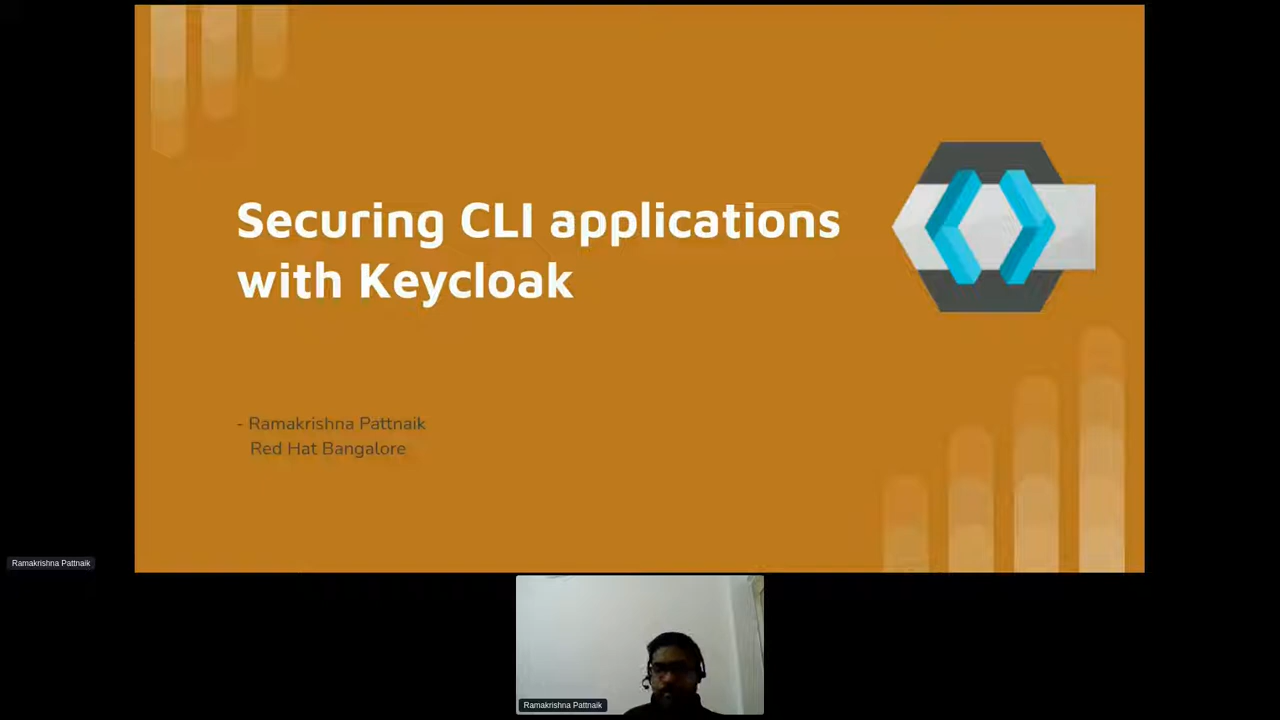 Securing CLI applications
with Keycloak
- Ramakrishna Pattnaik
Red Hat Bangalore
Ramakrishna Pattnaik
Ramakrishna Pattnaik